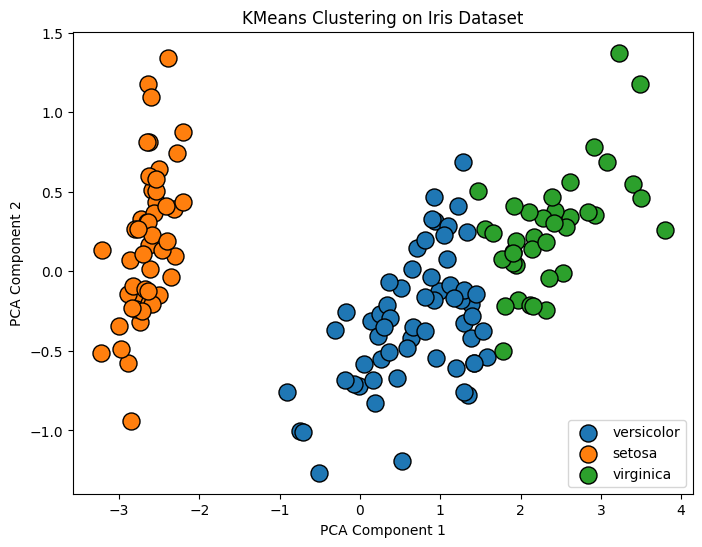 KMeans Clustering on Iris Dataset
1.5
1.0
0.5
0.0
−0.5
−1.0
PCA Component 2
versicolor
setosa
virginica
−3 −2 −1 0 1 2 3 4
PCA Component 1